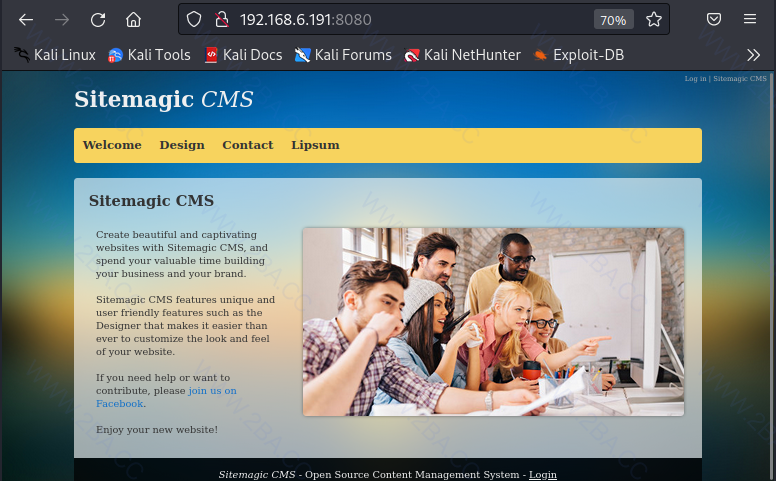 192.168.6.191:8080
70%
Kali Linux
Kali Tools
Kali Docs
Kali Forums
Kali NetHunter
Exploit-DB
Log in | Sitemagic CMS
Sitemagic CMS
Welcome
Design
Contact
Lipsum
Sitemagic CMS
Create beautiful and captivating
websites with Sitemagic CMS, and
spend your valuable time building
your business and your brand.
Sitemagic CMS features unique and
user friendly features such as the
Designer that makes it easier than
ever to customize the look and feel
of your website.
If you need help or want to
contribute, please join us on
Facebook.
Enjoy your new website!
Sitemagic CMS - Open Source Content Management System - Login
WWW.2BA.CC